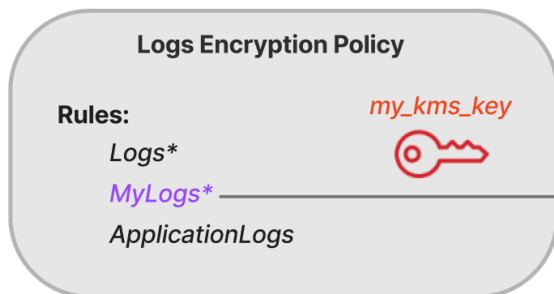 Logs Encryption Policy
Rules:
my_kms_key
Logs*
MyLogs*
ApplicationLogs